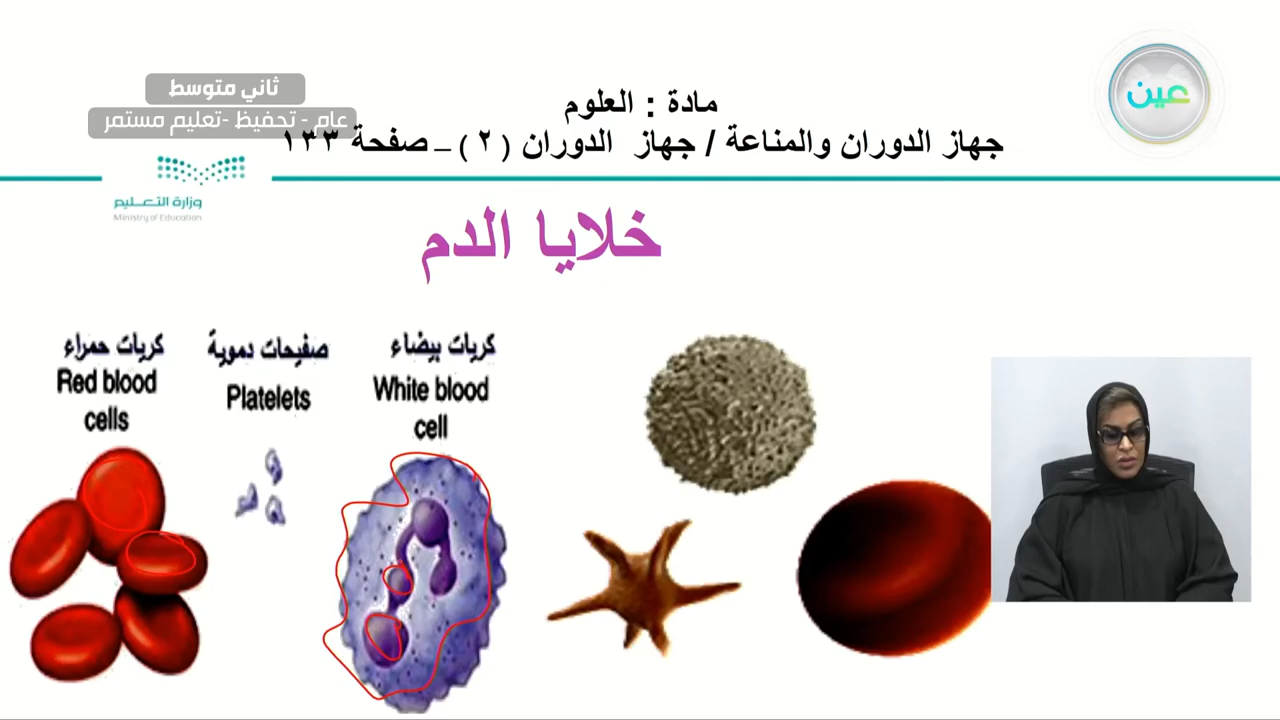 عين
ثاني متوسط
عام - تحفيظ -تعليم مستمر
مادة : العلوم
جهاز الدوران والمناعة / جهاز الدوران ( ٢ ) – صفحة ١٣٣
وزارة التعليم
Ministry of Education
خلايا الدم
كريات بيضاء
White blood
cell
صفيحات دموية
Platelets
كريات حمراء
Red blood
cells